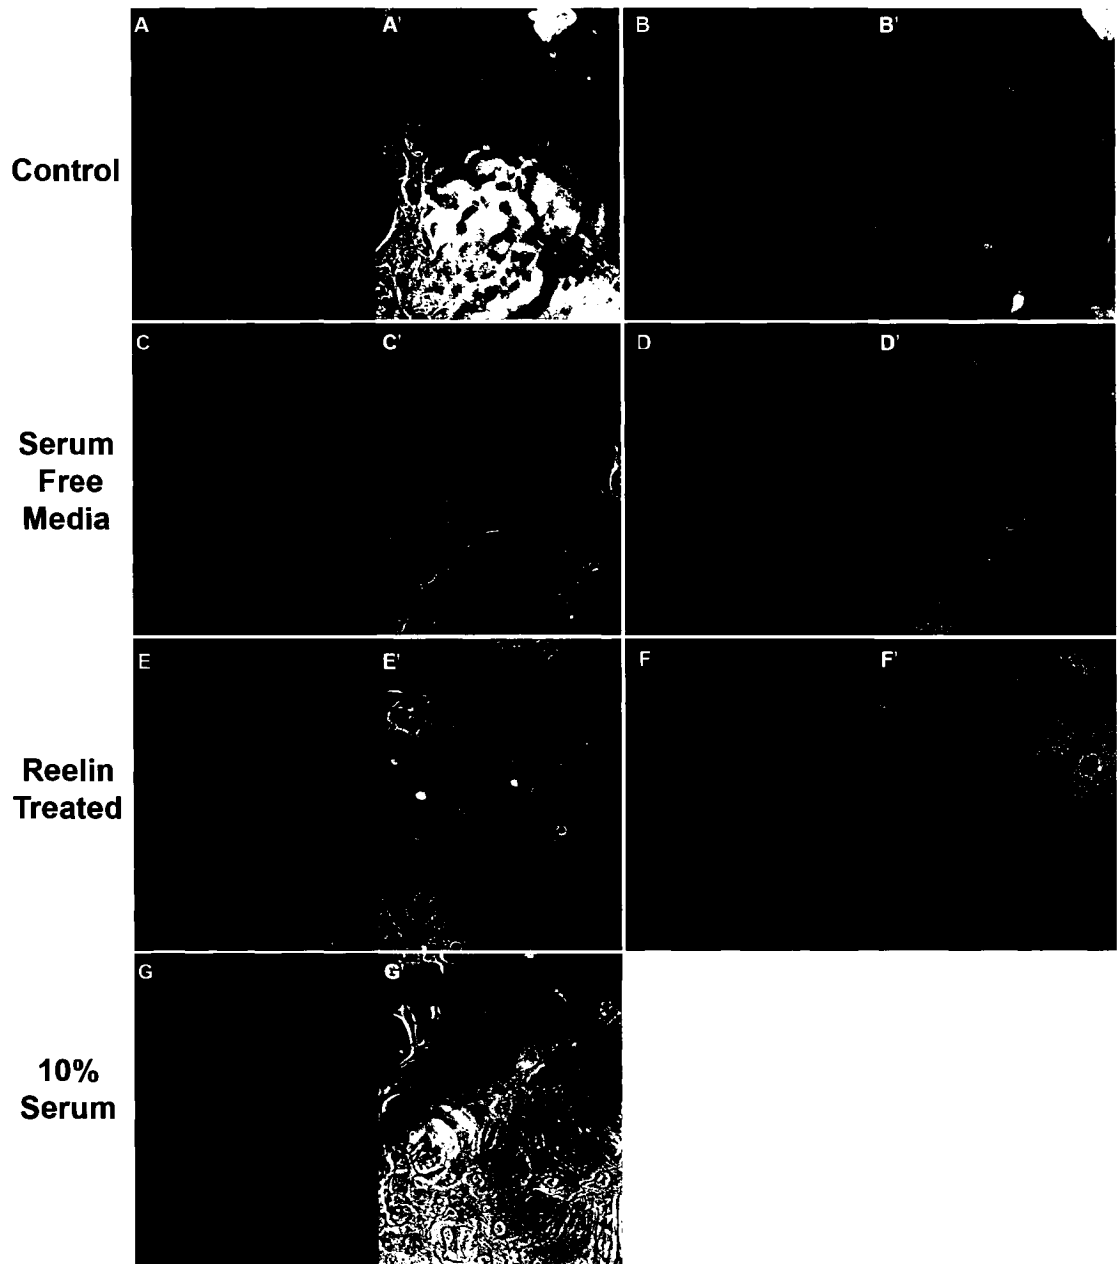 A A' B B'
Control
C C' D D'
Serum
Free
Media
E E' F F'
Reelin
Treated
G G'
10%
Serum